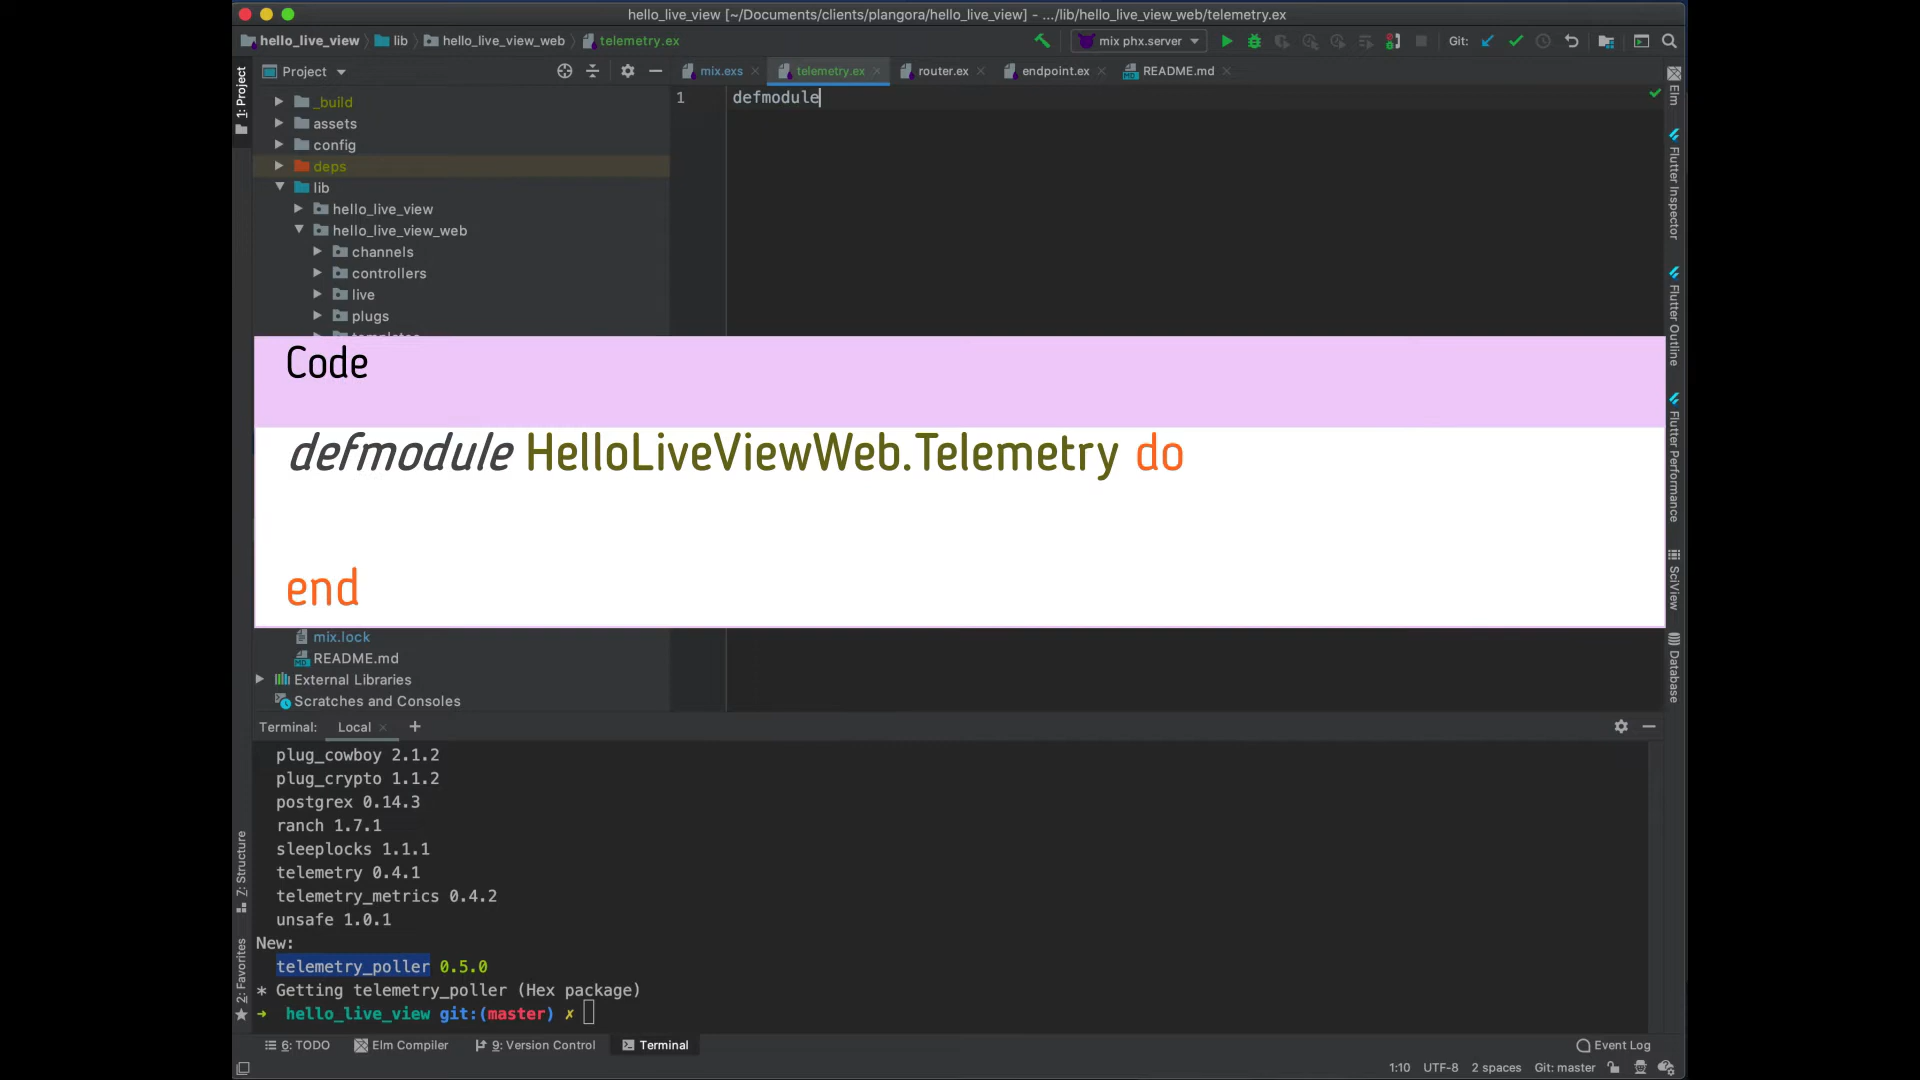 hello_live_view [~/Documents/clients/plangora/hello_live_view] - .../lib/hello_live_view_web/telemetry.ex
hello_live_view lib hello_live_view_web telemetry.ex
mix phx.server Git:
1: Project
Project
mix.exs telemetry.ex router.ex endpoint.ex README.md
1 defmodule
_build
assets
config
deps
lib
hello_live_view
hello_live_view_web
channels
controllers
live
plugs
Code
defmodule HelloLiveViewWeb.Telemetry do
end
mix.lock
README.md
External Libraries
Scratches and Consoles
Elm
Flutter Inspector
Flutter Outline
Flutter Performance
SciView
Database
Terminal: Local
plug_cowboy 2.1.2
plug_crypto 1.1.2
postgrex 0.14.3
ranch 1.7.1
sleeplocks 1.1.1
telemetry 0.4.1
telemetry_metrics 0.4.2
unsafe 1.0.1
New:
telemetry_poller 0.5.0
* Getting telemetry_poller (Hex package)
➜ hello_live_view git:(master) ✗
7: Structure
2: Favorites
6: TODO Elm Compiler 9: Version Control Terminal Event Log
1:10 UTF-8 2 spaces Git: master